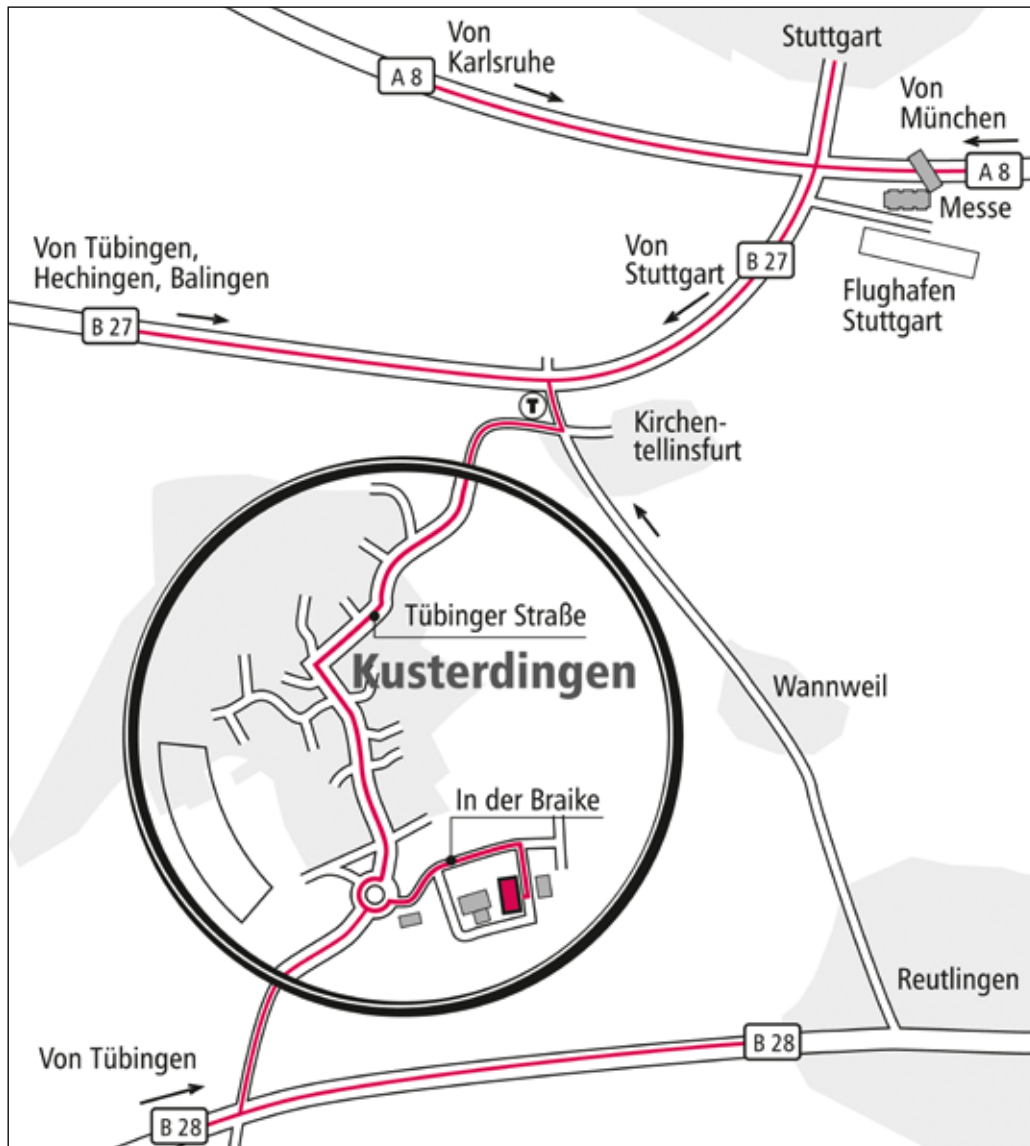 Stuttgart
Von
Karlsruhe
A 8
Von
München
A 8
Messe
Von Tübingen,
Hechingen, Balingen
Von
Stuttgart
B 27
Flughafen
Stuttgart
B 27
T
Kirchen-
tellinsfurt
Tübinger Straße
Kusterdingen
Wannweil
In der Braike
Reutlingen
Von Tübingen
B 28
B 28